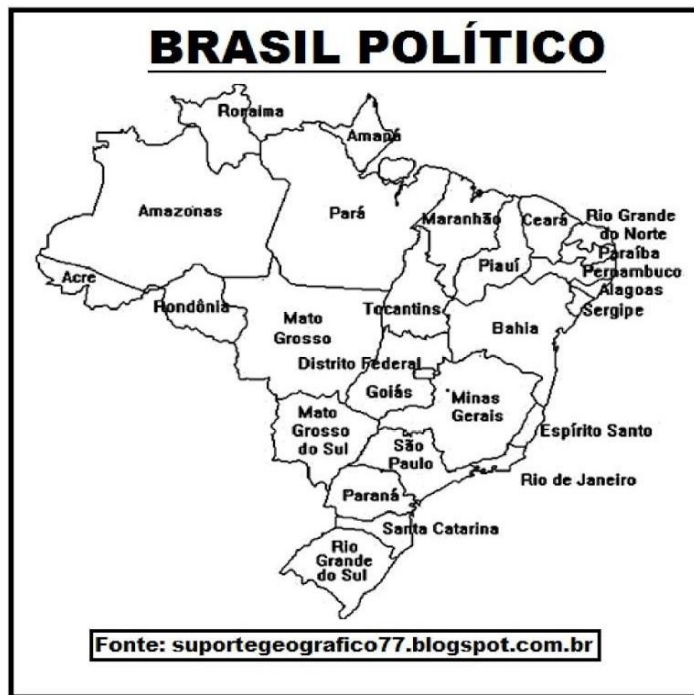 BRASIL POLÍTICO
Roraima
Amapá
Amazonas
Pará
Maranhão
Ceará
Rio Grande
do Norte
Paraíba
Pernambuco
Alagoas
Sergipe
Piauí
Acre
Rondônia
Tocantins
Mato
Grosso
Bahia
Distrito Federal
Goiás
Minas
Gerais
Mato
Grosso
do Sul
Espírito Santo
São
Paulo
Rio de Janeiro
Paraná
Santa Catarina
Rio
Grande
do Sul
Fonte: suportegeografico77.blogspot.com.br